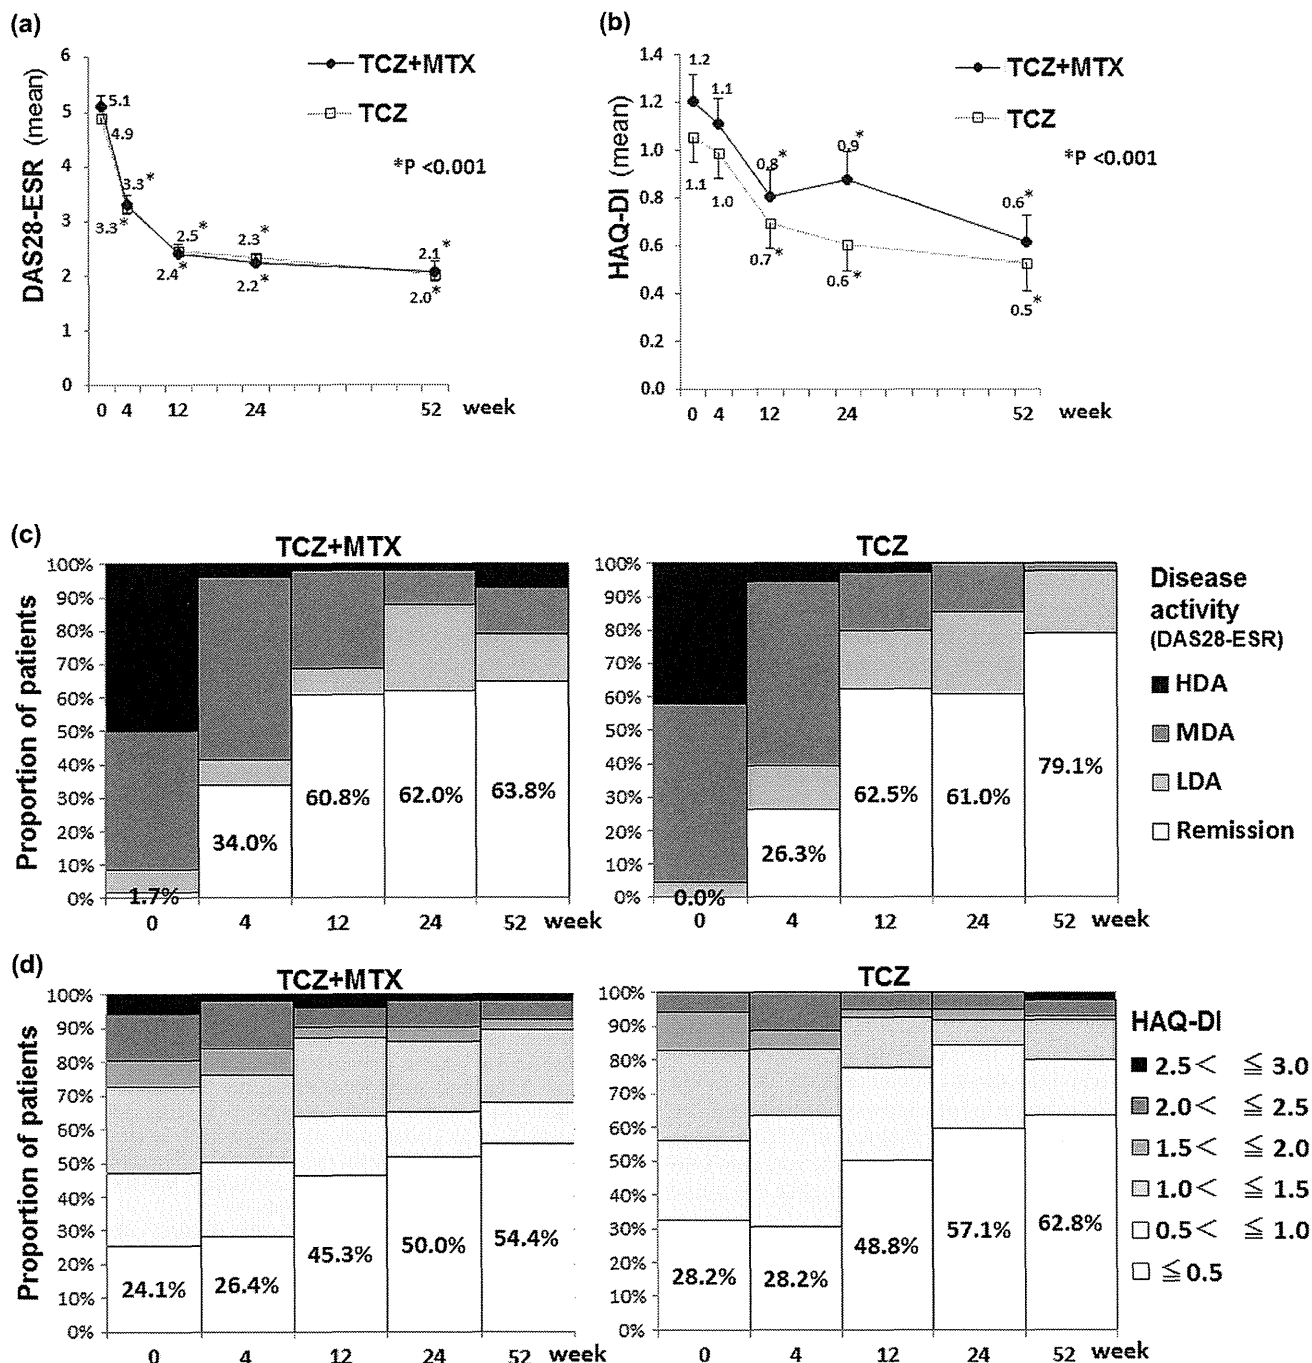 (a)
DAS28-ESR (mean)
6
5
4
3
2
1
0
5.1
4.9
3.3*
3.3*
2.5*
2.4*
2.3*
2.2*
2.1*
2.0*
TCZ+MTX
TCZ
*P <0.001
0 4 12 24 52 week
(b)
HAQ-DI (mean)
1.4
1.2
1.0
0.8
0.6
0.4
0.2
0.0
1.2
1.1
1.1
1.0
0.8*
0.7*
0.9*
0.6*
0.6*
0.5*
TCZ+MTX
TCZ
*P <0.001
0 4 12 24 52 week
(c)
TCZ+MTX
Proportion of patients
100%
90%
80%
70%
60%
50%
40%
30%
20%
10%
0%
1.7%
34.0%
60.8%
62.0%
63.8%
0 4 12 24 52 week
TCZ
100%
90%
80%
70%
60%
50%
40%
30%
20%
10%
0%
0.0%
26.3%
62.5%
61.0%
79.1%
0 4 12 24 52 week
Disease
activity
(DAS28-ESR)
HDA
MDA
LDA
Remission
(d)
TCZ+MTX
Proportion of patients
100%
90%
80%
70%
60%
50%
40%
30%
20%
10%
0%
24.1%
26.4%
45.3%
50.0%
54.4%
0 4 12 24 52 week
TCZ
100%
90%
80%
70%
60%
50%
40%
30%
20%
10%
0%
28.2%
28.2%
48.8%
57.1%
62.8%
0 4 12 24 52 week
HAQ-DI
2.5< ≦ 3.0
2.0< ≦ 2.5
1.5< ≦ 2.0
1.0< ≦ 1.5
0.5< ≦ 1.0
≦0.5